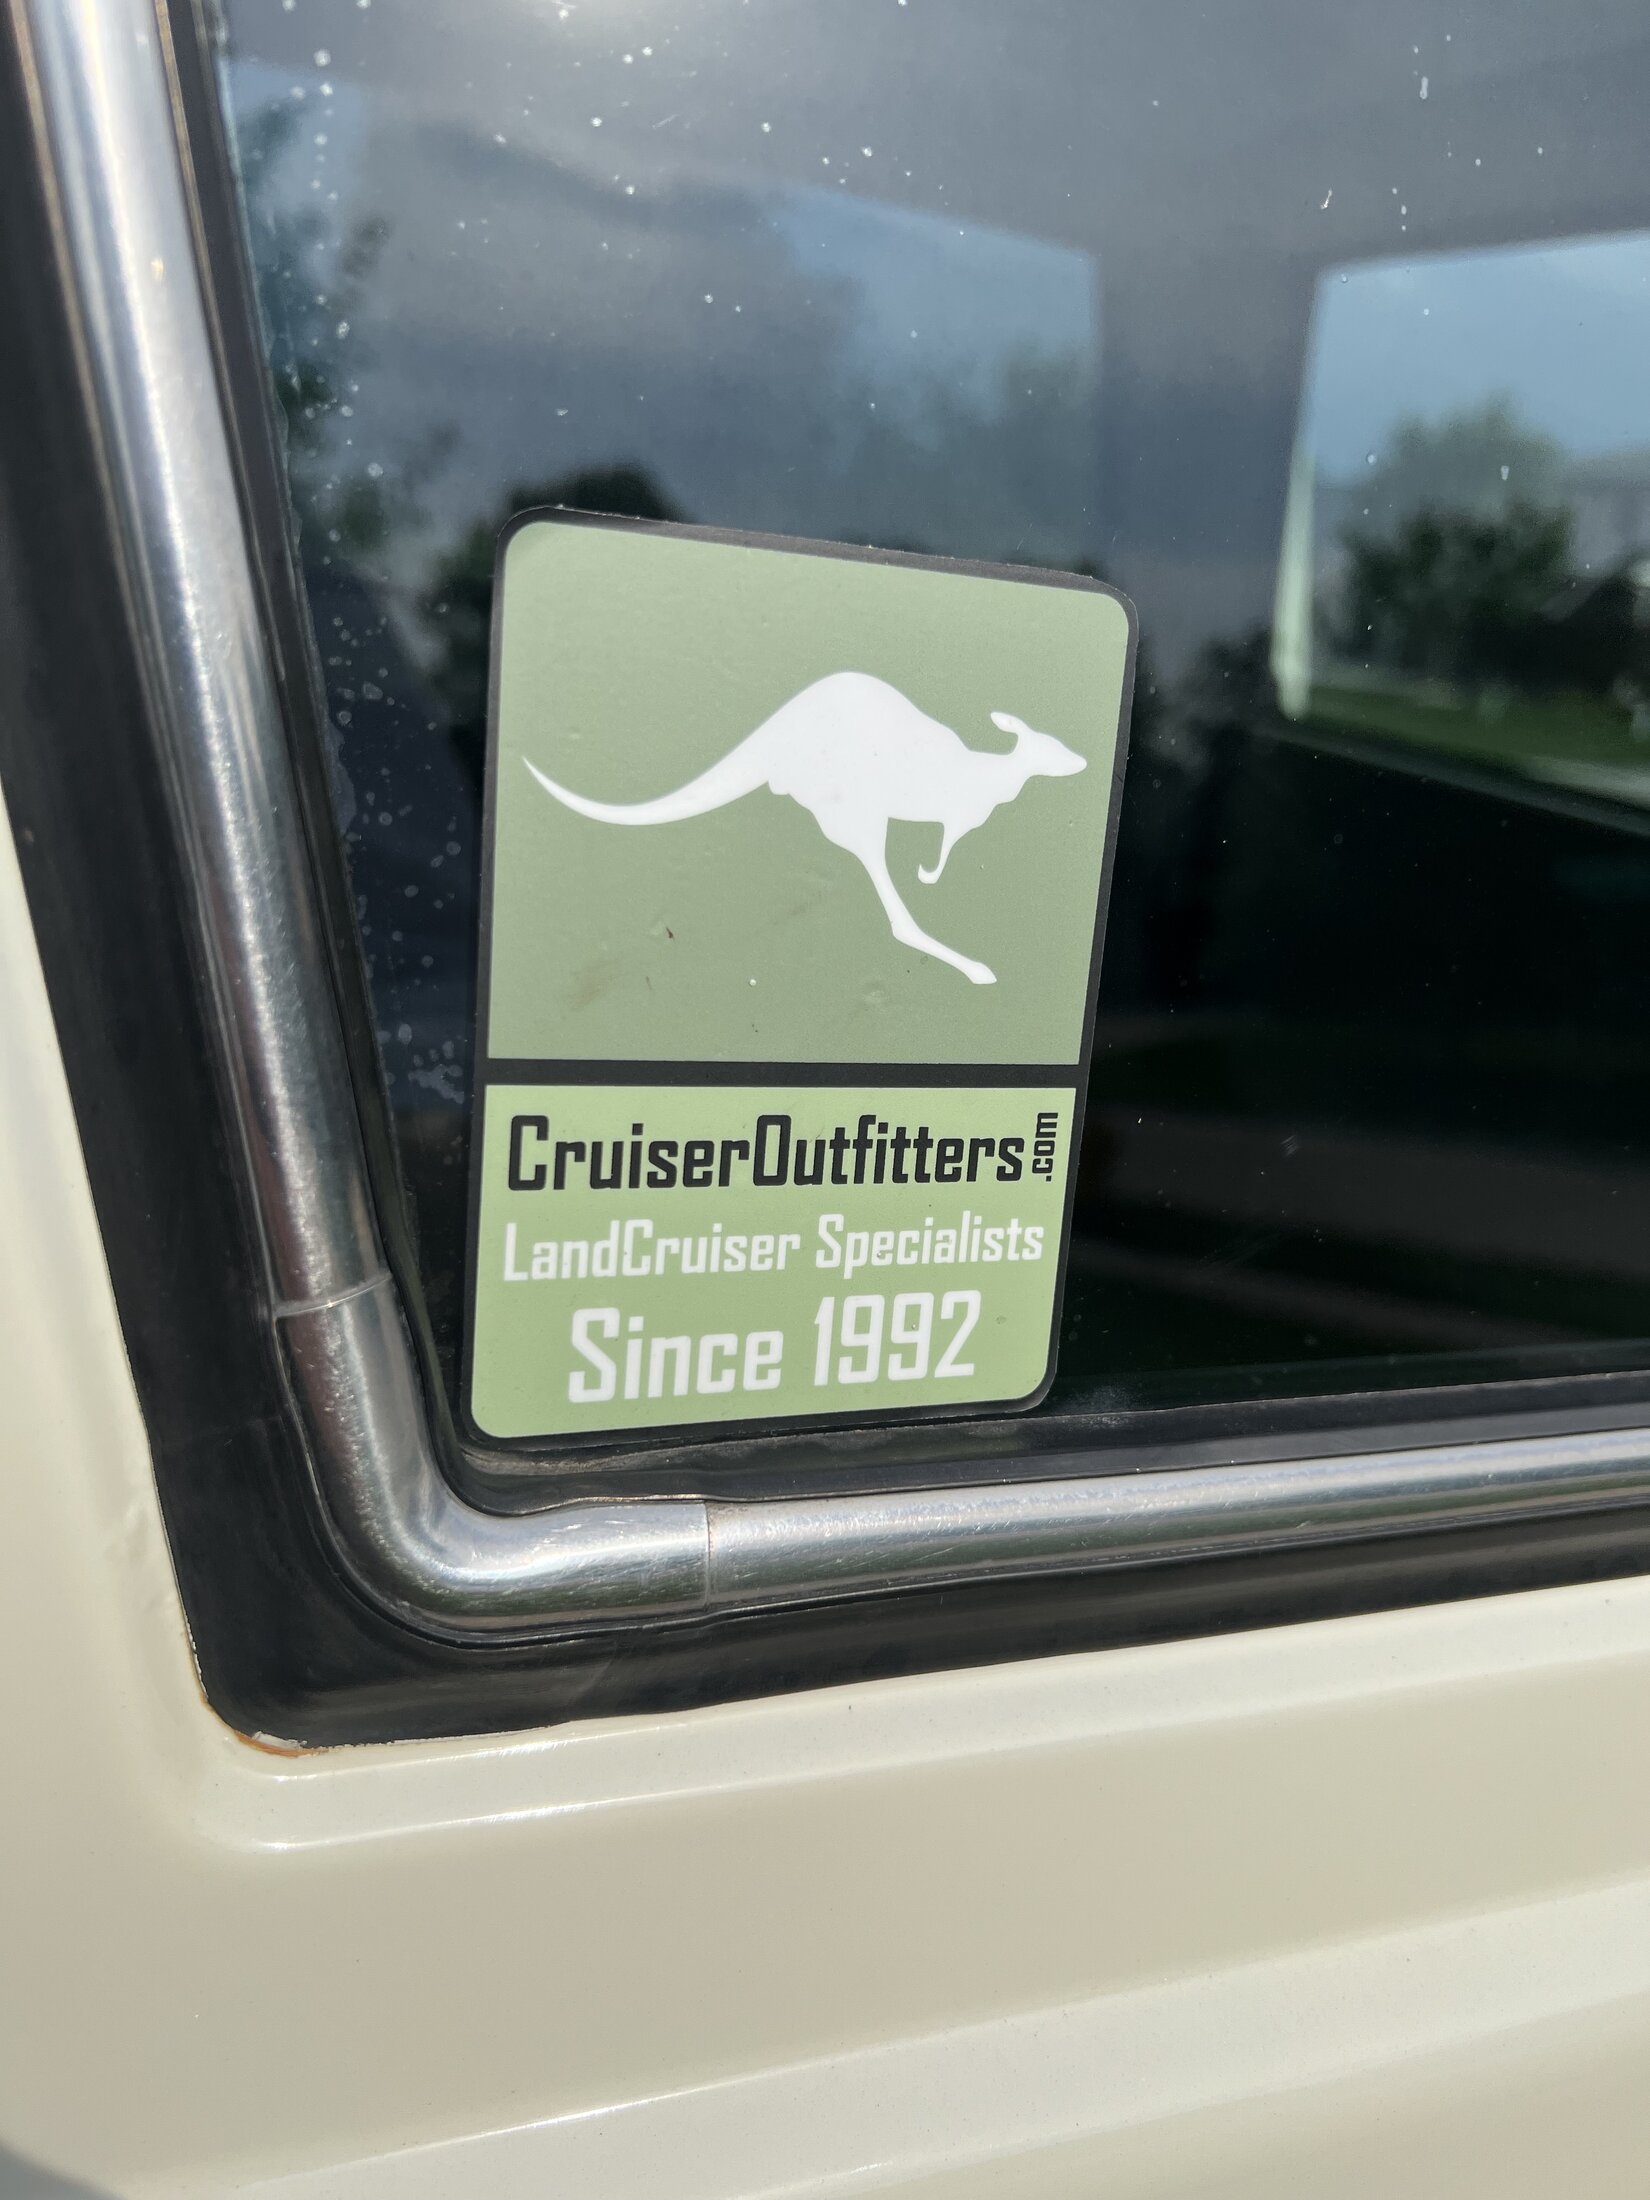 CruiserOutfitters.com
LandCruiser Specialists
Since 1992